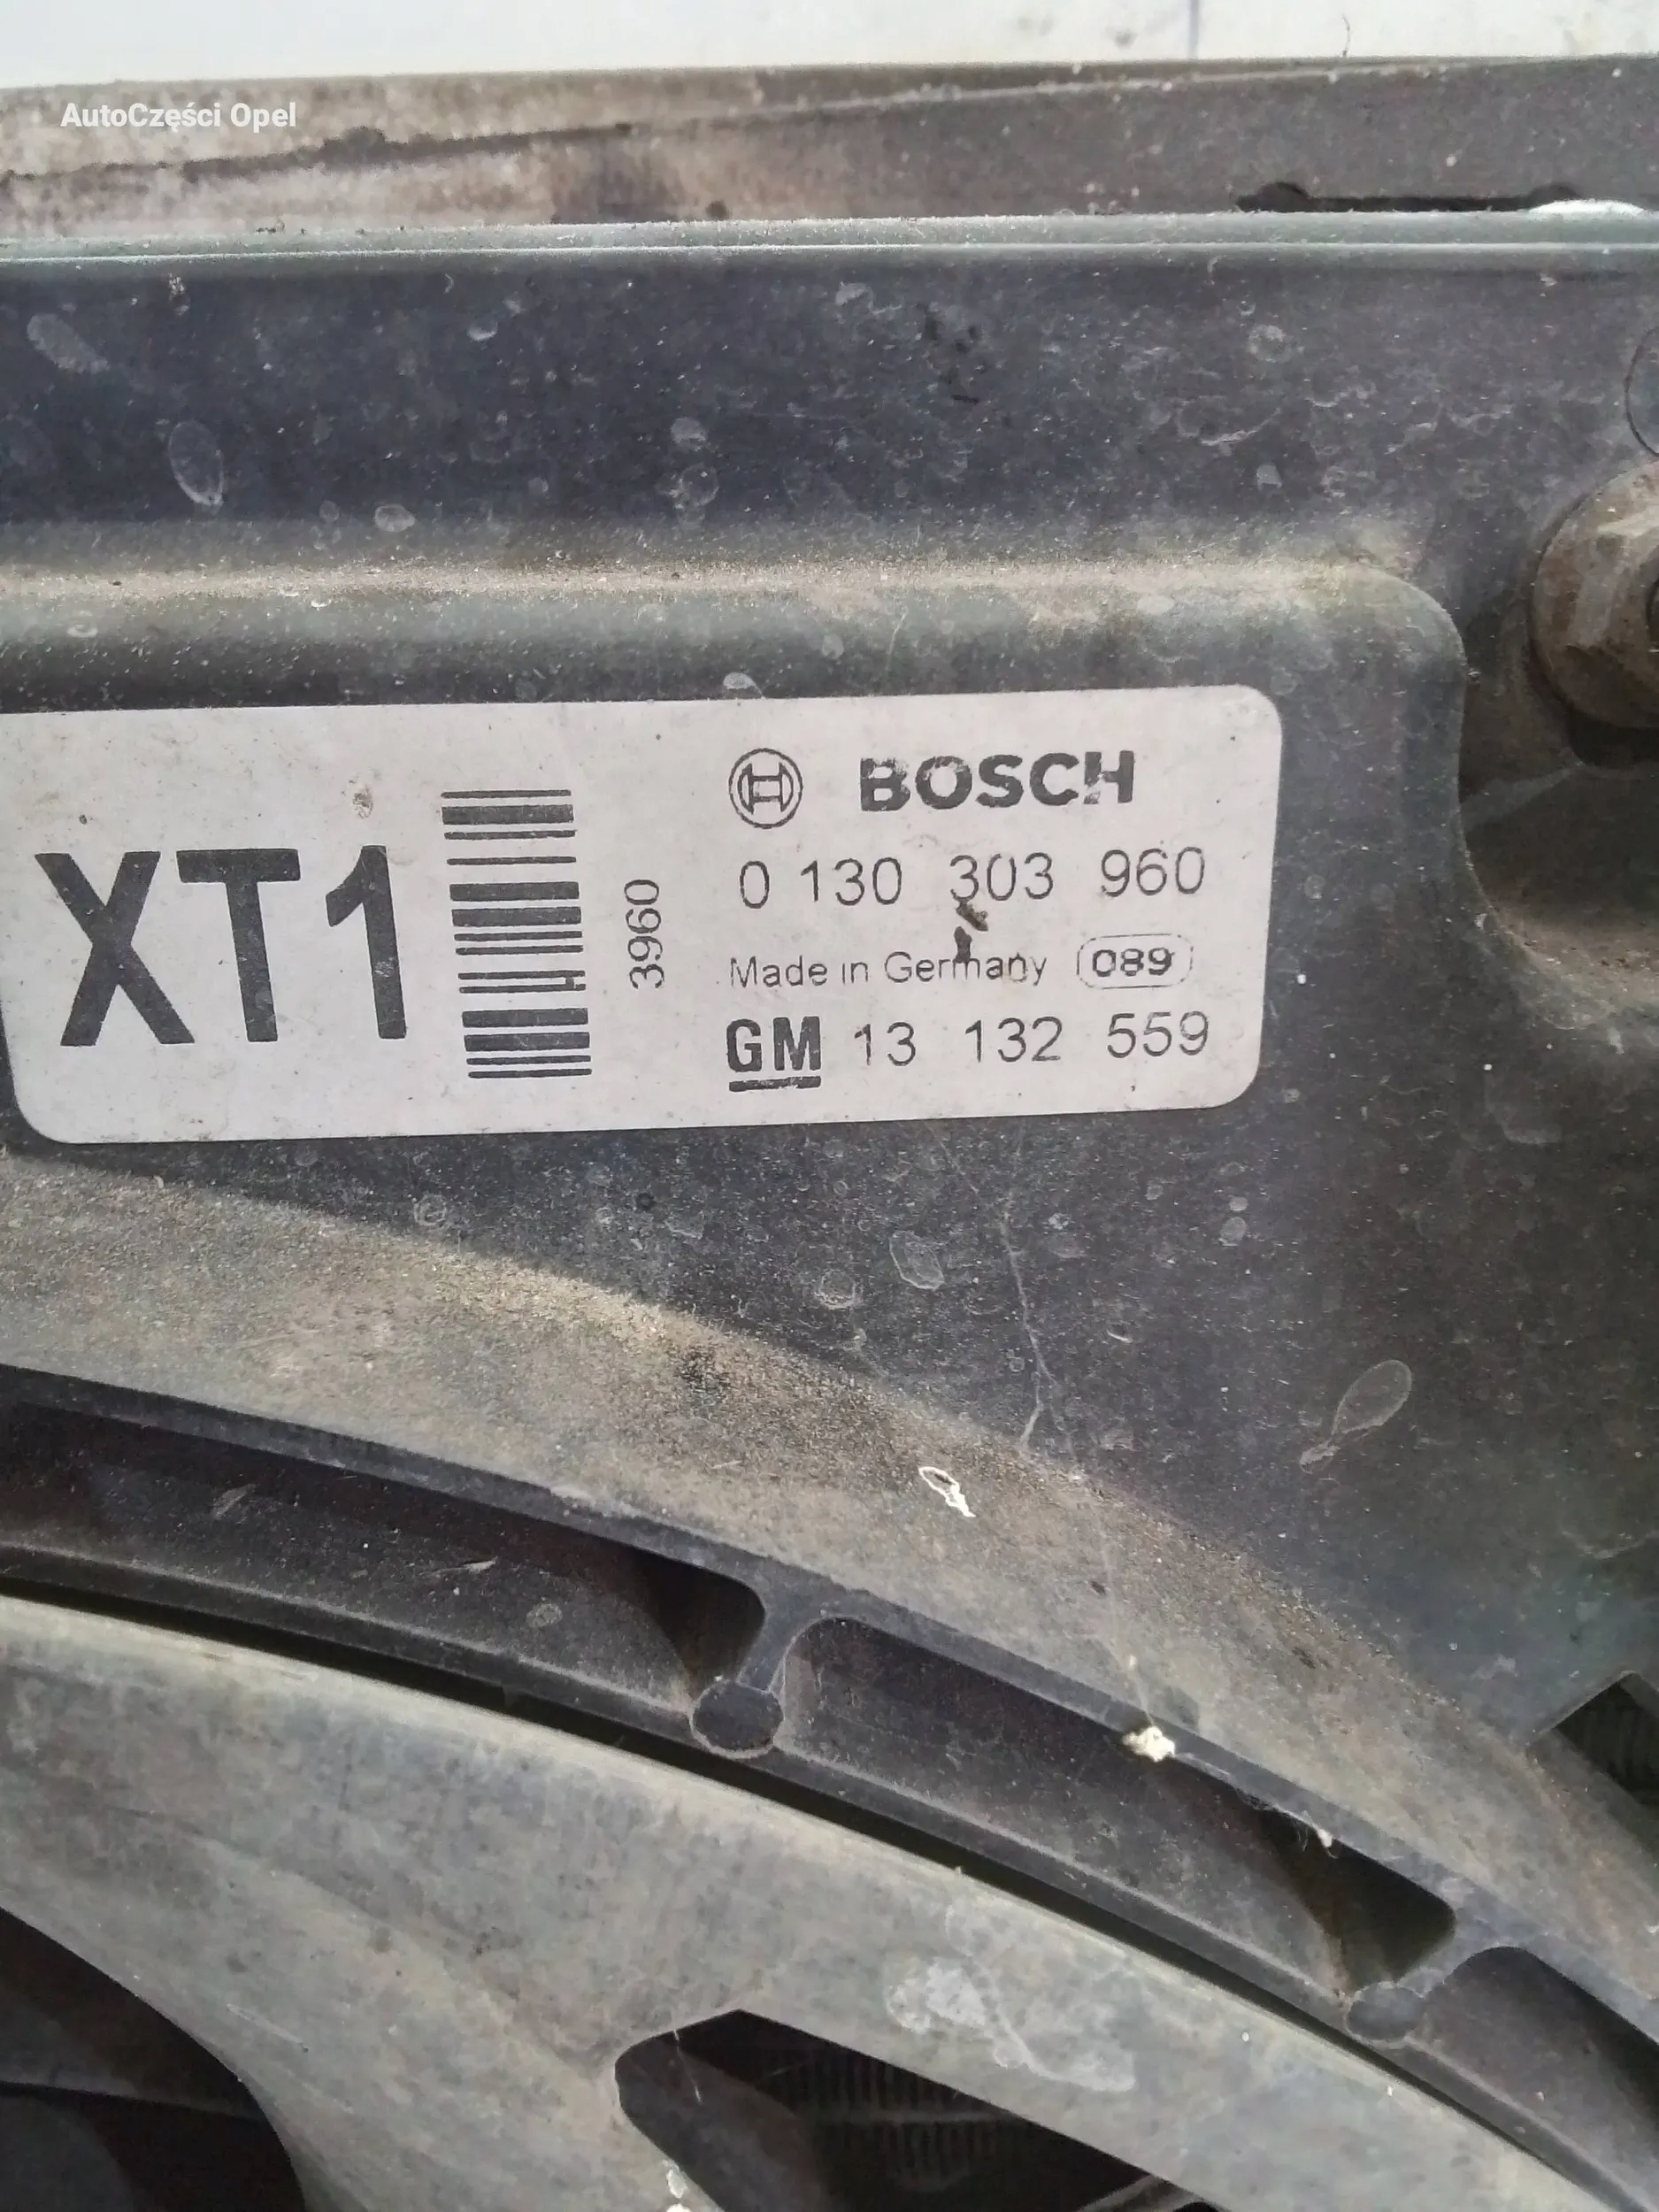 AutoCzęści Opel
XT1
3960
BOSCH
0 130 303 960
Made in Germany 089
GM 13 132 559